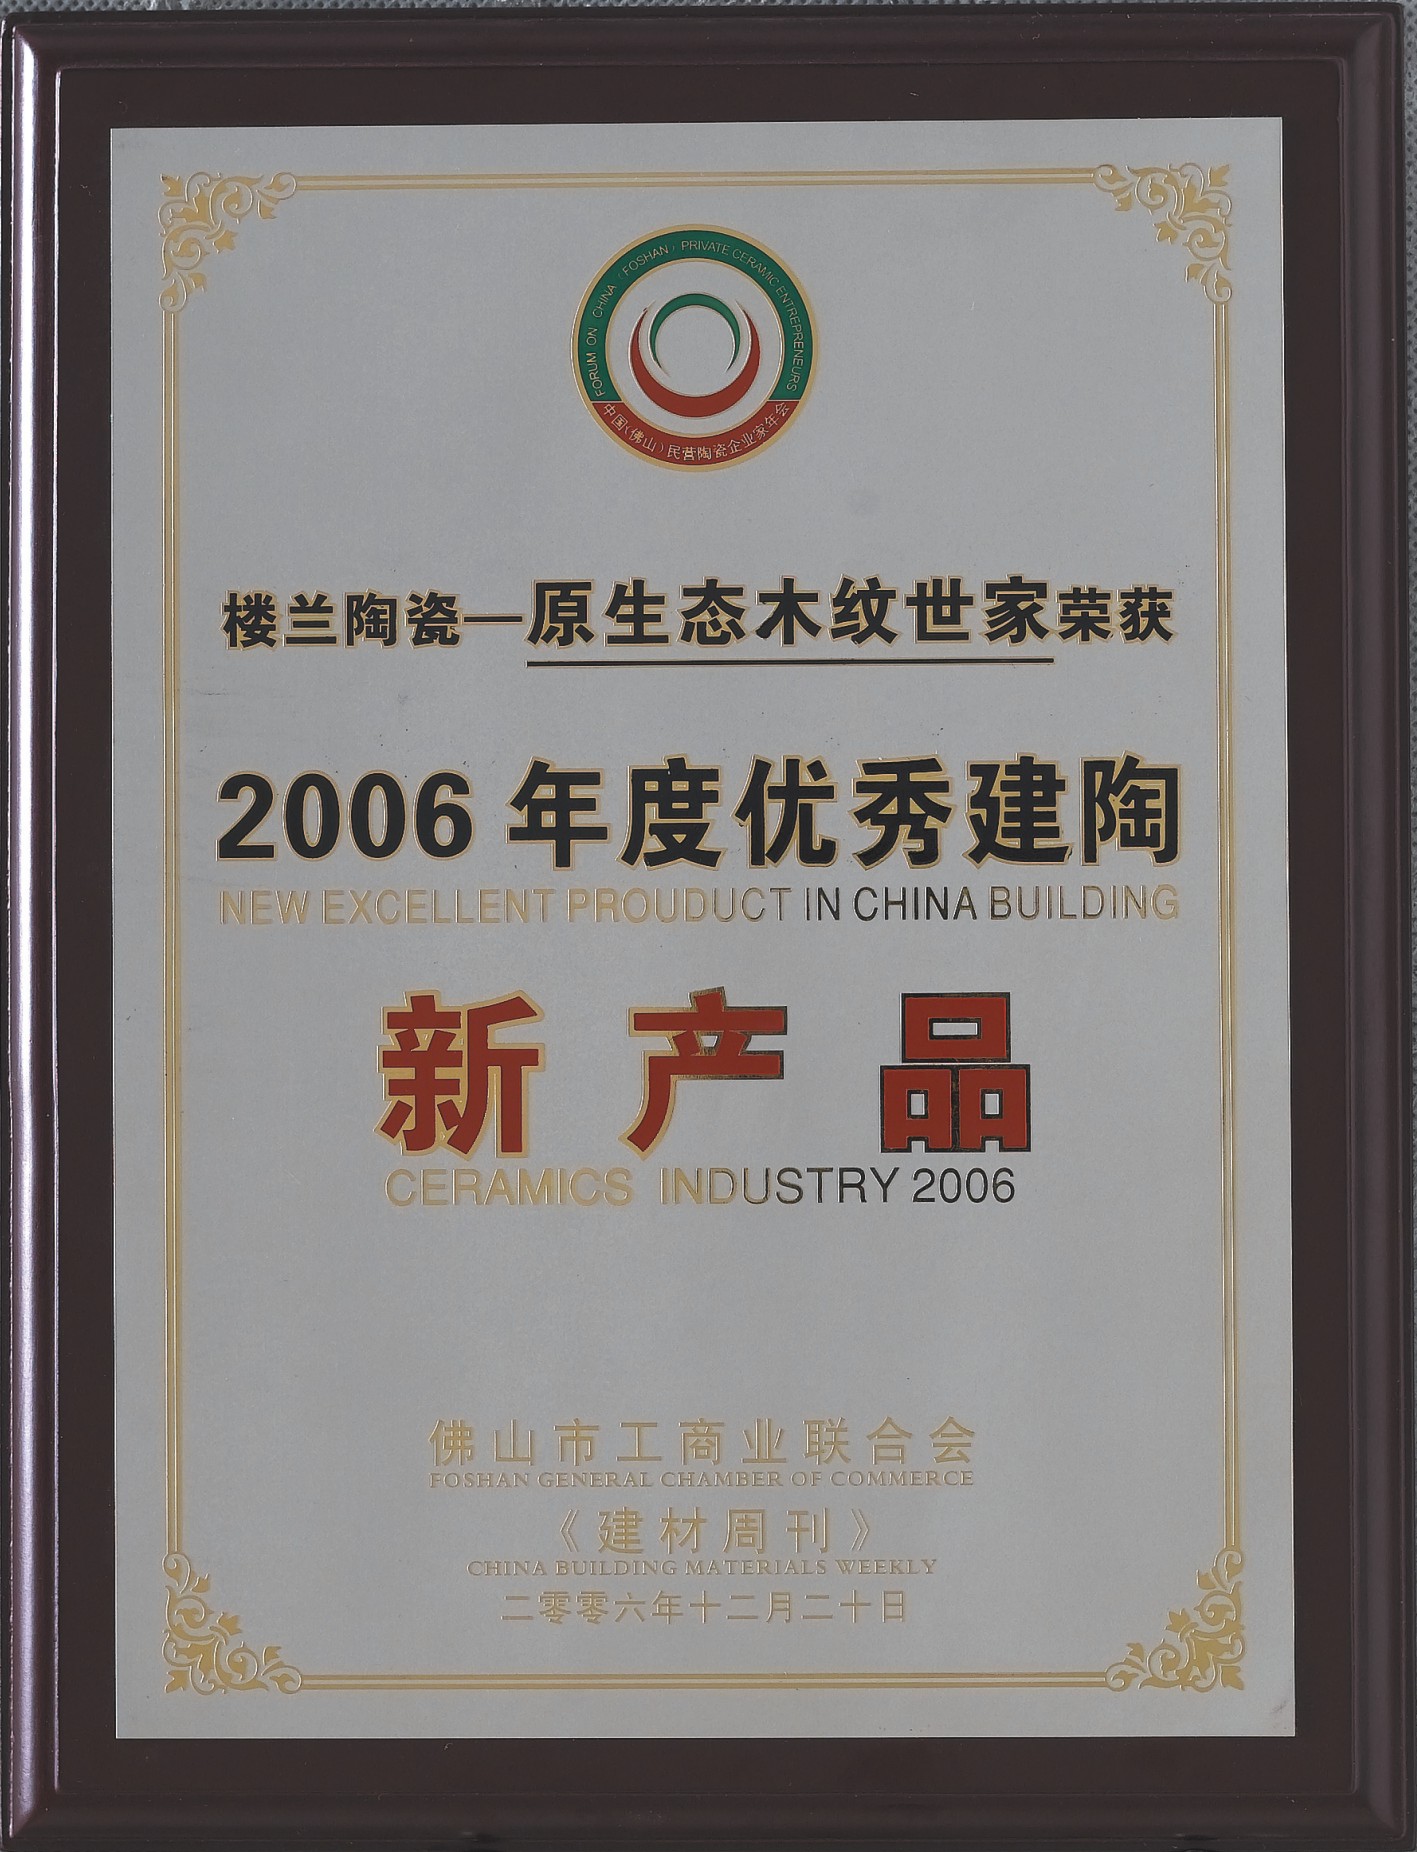 FORUM ON CHINA (FOSHAN) PRIVATE CERAMIC ENTREPRENEURS
中国(佛山)民营陶瓷企业家年会
楼兰陶瓷—原生态木纹世家荣获
2006 年度优秀建陶
NEW EXCELLENT PROUDUCT IN CHINA BUILDING
新产品
CERAMICS INDUSTRY 2006
佛山市工商业联合会
FOSHAN GENERAL CHAMBER OF COMMERCE
《建材周刊》
CHINA BUILDING MATERIALS WEEKLY
二零零六年十二月二十日